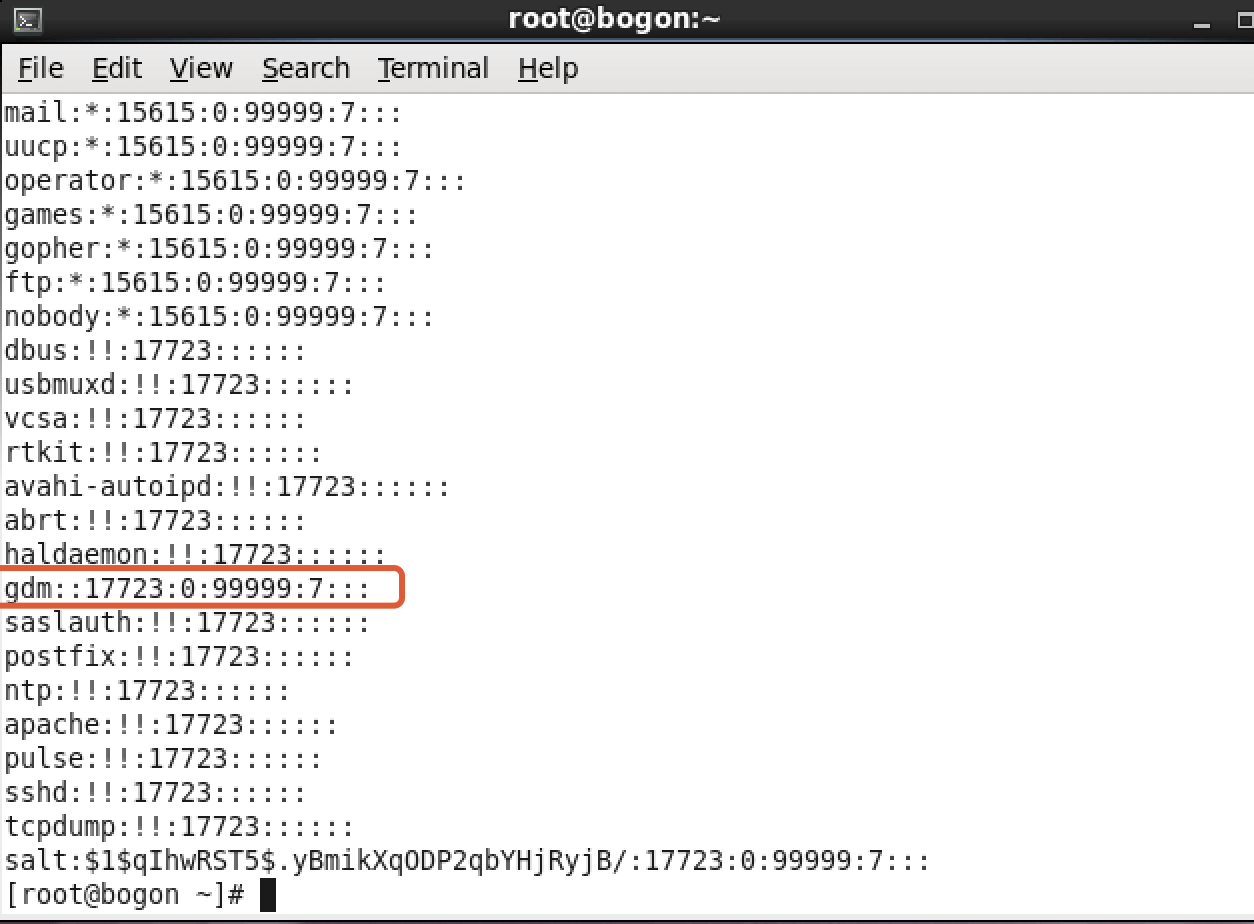 root@bogon:~
File Edit View Search Terminal Help
mail:*:15615:0:99999:7:::
uucp:*:15615:0:99999:7:::
operator:*:15615:0:99999:7:::
games:*:15615:0:99999:7:::
gopher:*:15615:0:99999:7:::
ftp:*:15615:0:99999:7:::
nobody:*:15615:0:99999:7:::
dbus:!!:17723::::::
usbmuxd:!!:17723::::::
vcsa:!!:17723::::::
rtkit:!!:17723::::::
avahi-autoipd:!!:17723::::::
abrt:!!:17723::::::
haldaemon:!!:17723::::::
gdm::17723:0:99999:7:::
saslauth:!!:17723::::::
postfix:!!:17723::::::
ntp:!!:17723::::::
apache:!!:17723::::::
pulse:!!:17723::::::
sshd:!!:17723::::::
tcpdump:!!:17723::::::
salt:$1$qIhwRST5$.yBmikXqODP2qbYHjRyjB/:17723:0:99999:7:::
[root@bogon ~]#